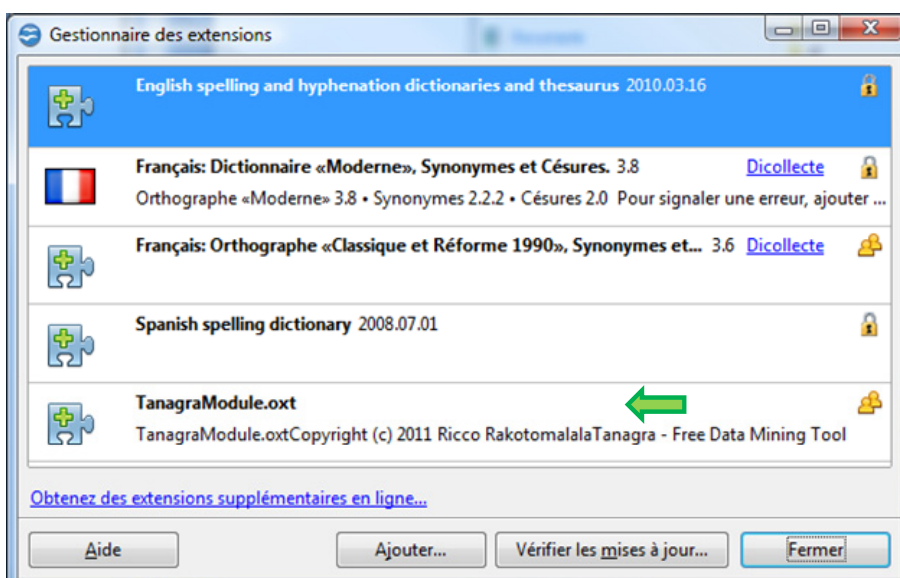 Gestionnaire des extensions
English spelling and hyphenation dictionaries and thesaurus 2010.03.16
Français: Dictionnaire «Moderne», Synonymes et Césures. 3.8 Dicollecte
Orthographe «Moderne» 3.8 • Synonymes 2.2.2 • Césures 2.0 Pour signaler une erreur, ajouter ...
Français: Orthographe «Classique et Réforme 1990», Synonymes et... 3.6 Dicollecte
Spanish spelling dictionary 2008.07.01
TanagraModule.oxt
TanagraModule.oxtCopyright (c) 2011 Ricco RakotomalalaTanagra - Free Data Mining Tool
Obtenez des extensions supplémentaires en ligne...
Aide Ajouter... Vérifier les mises à jour... Fermer